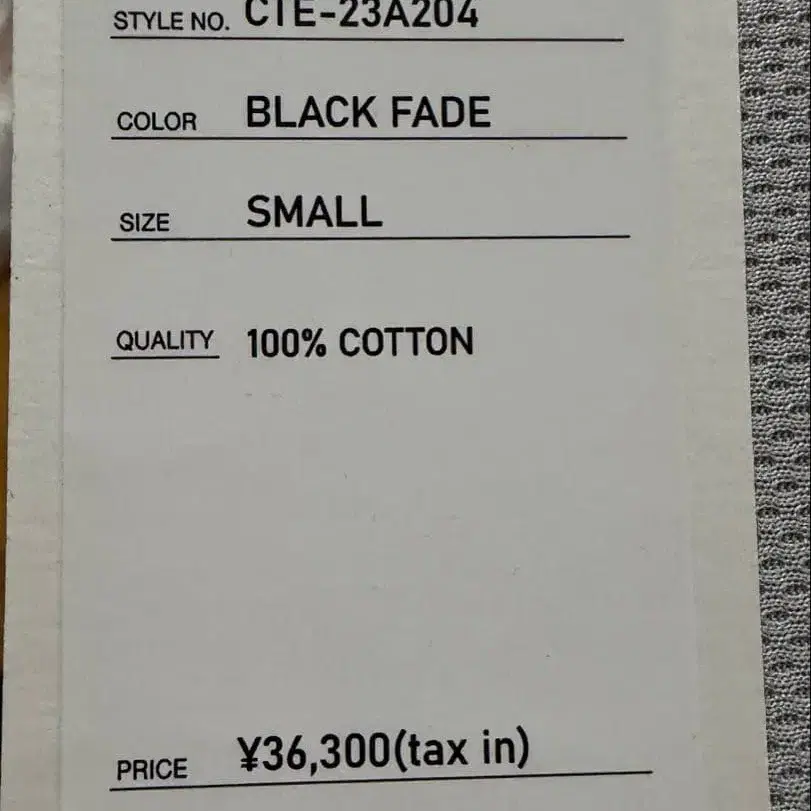 STYLE NO. CTE-23A204
COLOR BLACK FADE
SIZE SMALL
QUALITY 100% COTTON
PRICE ¥36,300(tax in)